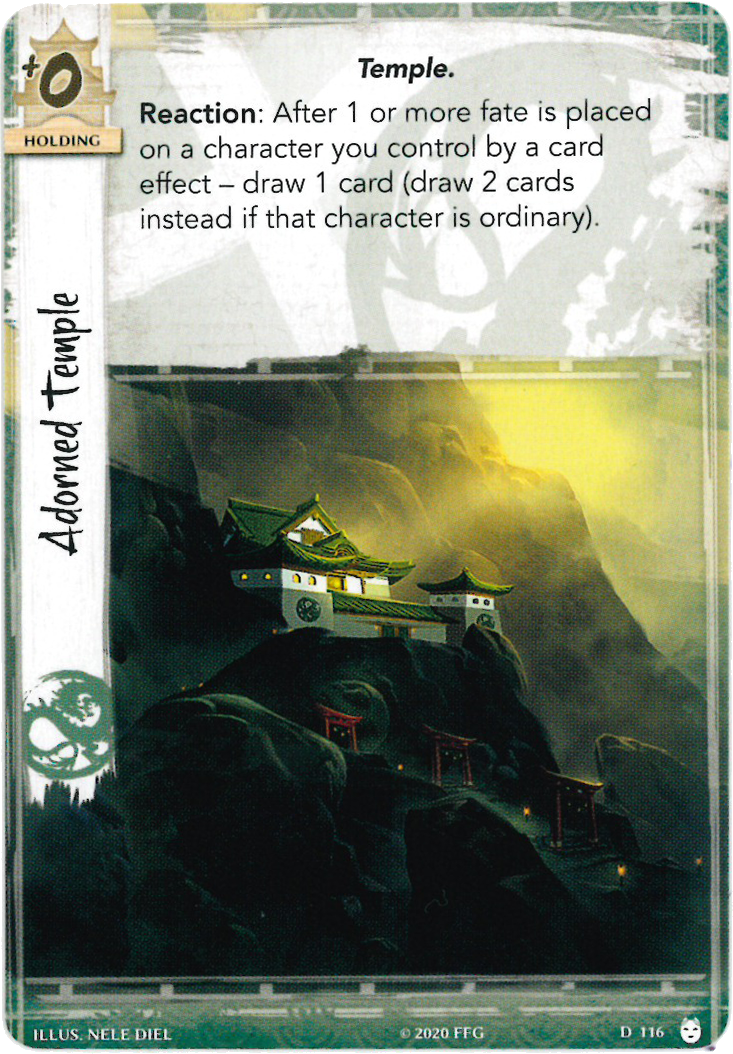 +0
HOLDING
Temple.
Reaction: After 1 or more fate is placed
on a character you control by a card
effect – draw 1 card (draw 2 cards
instead if that character is ordinary).
Adorned Temple
ILLUS. NELE DIEL
© 2020 FFG
D 116